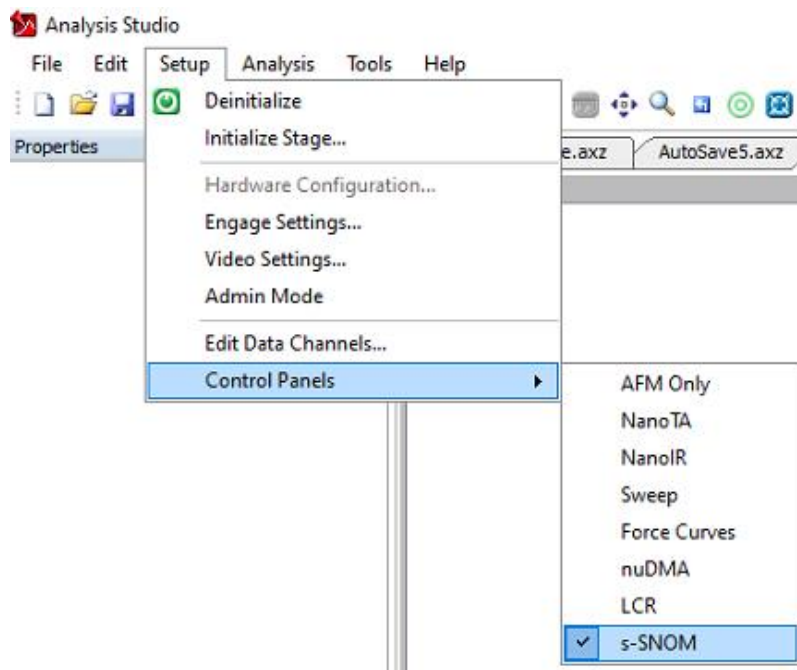 Analysis Studio
File Edit Setup Analysis Tools Help
Deinitialize
Initialize Stage...
Properties
e.axz AutoSave5.axz
Hardware Configuration...
Engage Settings...
Video Settings...
Admin Mode
Edit Data Channels...
Control Panels
AFM Only
NanoTA
NanoIR
Sweep
Force Curves
nuDMA
LCR
s-SNOM